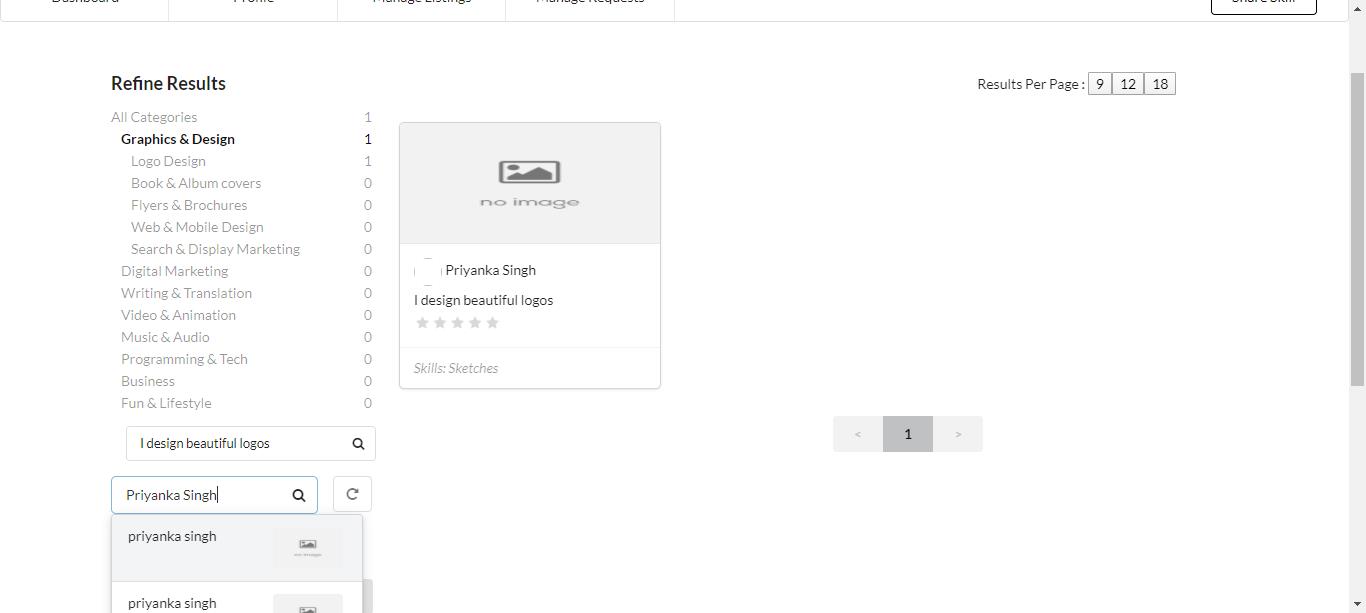 Dashboard Profile Manage Listings Manage Requests Share Skill
Refine Results
Results Per Page : 9 12 18
All Categories 1
Graphics & Design 1
Logo Design 1
Book & Album covers 0
Flyers & Brochures 0
Web & Mobile Design 0
Search & Display Marketing 0
Digital Marketing 0
Writing & Translation 0
Video & Animation 0
Music & Audio 0
Programming & Tech 0
Business 0
Fun & Lifestyle 0
I design beautiful logos
Priyanka Singh
priyanka singh
no image
priyanka singh
no image
Priyanka Singh
I design beautiful logos
Skills: Sketches
< 1 >